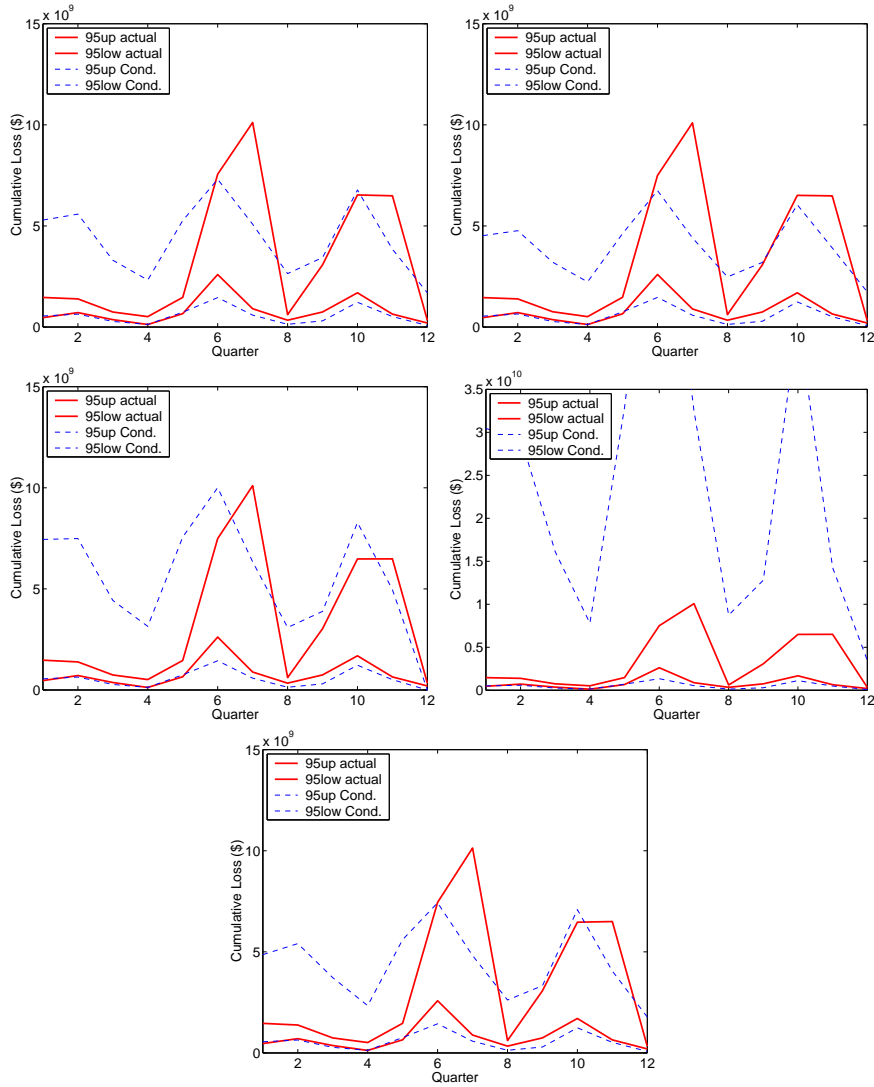 x 10^9
15
10
5
0
Cumulative Loss ($)
95up actual
95low actual
95up Cond.
95low Cond.
2 4 6 8 10 12
Quarter
x 10^9
15
10
5
0
Cumulative Loss ($)
95up actual
95low actual
95up Cond.
95low Cond.
2 4 6 8 10 12
Quarter
x 10^9
15
10
5
0
Cumulative Loss ($)
95up actual
95low actual
95up Cond.
95low Cond.
2 4 6 8 10 12
Quarter
x 10^10
3.5
3
2.5
2
1.5
1
0.5
0
Cumulative Loss ($)
95up actual
95low actual
95up Cond.
95low Cond.
2 4 6 8 10 12
Quarter
x 10^9
15
10
5
0
Cumulative Loss ($)
95up actual
95low actual
95up Cond.
95low Cond.
2 4 6 8 10 12
Quarter